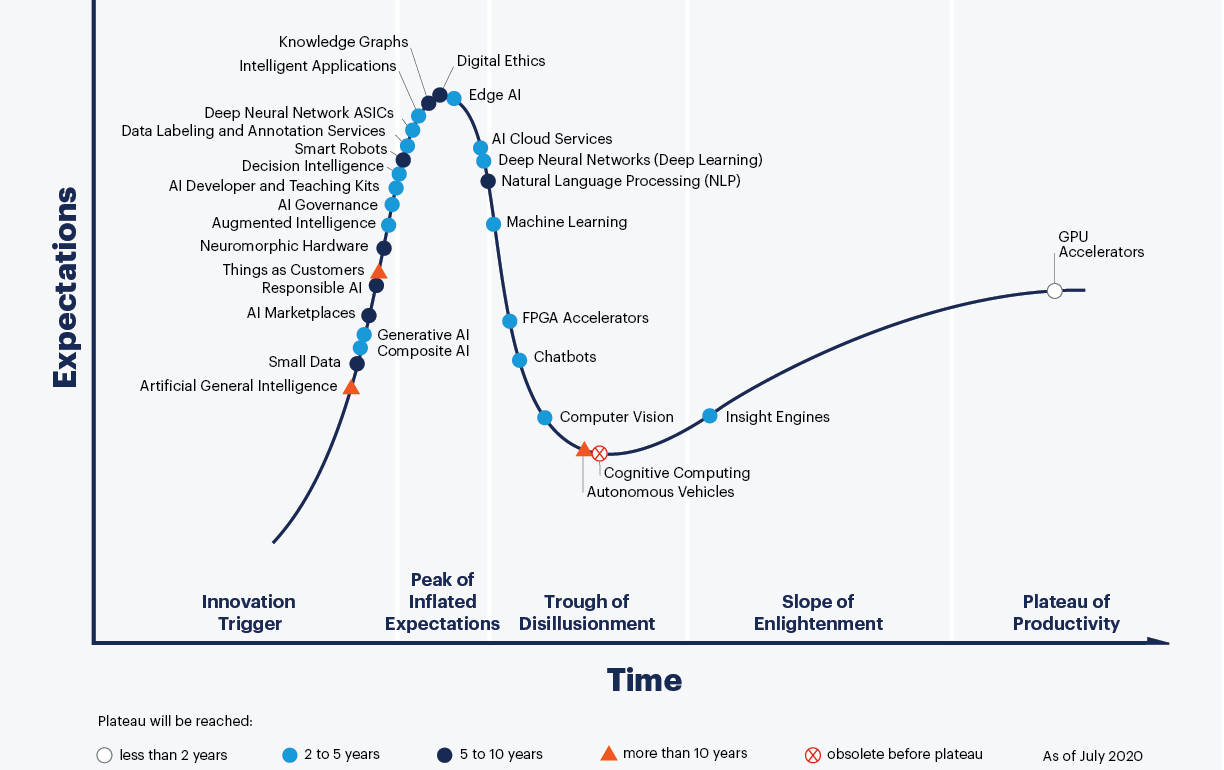 Knowledge Graphs
Digital Ethics
Intelligent Applications
Edge AI
Deep Neural Network ASICs
Data Labeling and Annotation Services
AI Cloud Services
Smart Robots
Deep Neural Networks (Deep Learning)
Decision Intelligence
Natural Language Processing (NLP)
AI Developer and Teaching Kits
AI Governance
Augmented Intelligence
Machine Learning
Neuromorphic Hardware
Things as Customers
Responsible AI
AI Marketplaces
FPGA Accelerators
Generative AI
Composite AI
Small Data
Chatbots
Artificial General Intelligence
Computer Vision
Insight Engines
Cognitive Computing
Autonomous Vehicles
GPU
Accelerators
Expectations
Innovation
Trigger
Peak of
Inflated
Expectations
Trough of
Disillusionment
Slope of
Enlightenment
Plateau of
Productivity
Time
Plateau will be reached:
less than 2 years
2 to 5 years
5 to 10 years
more than 10 years
obsolete before plateau
As of July 2020